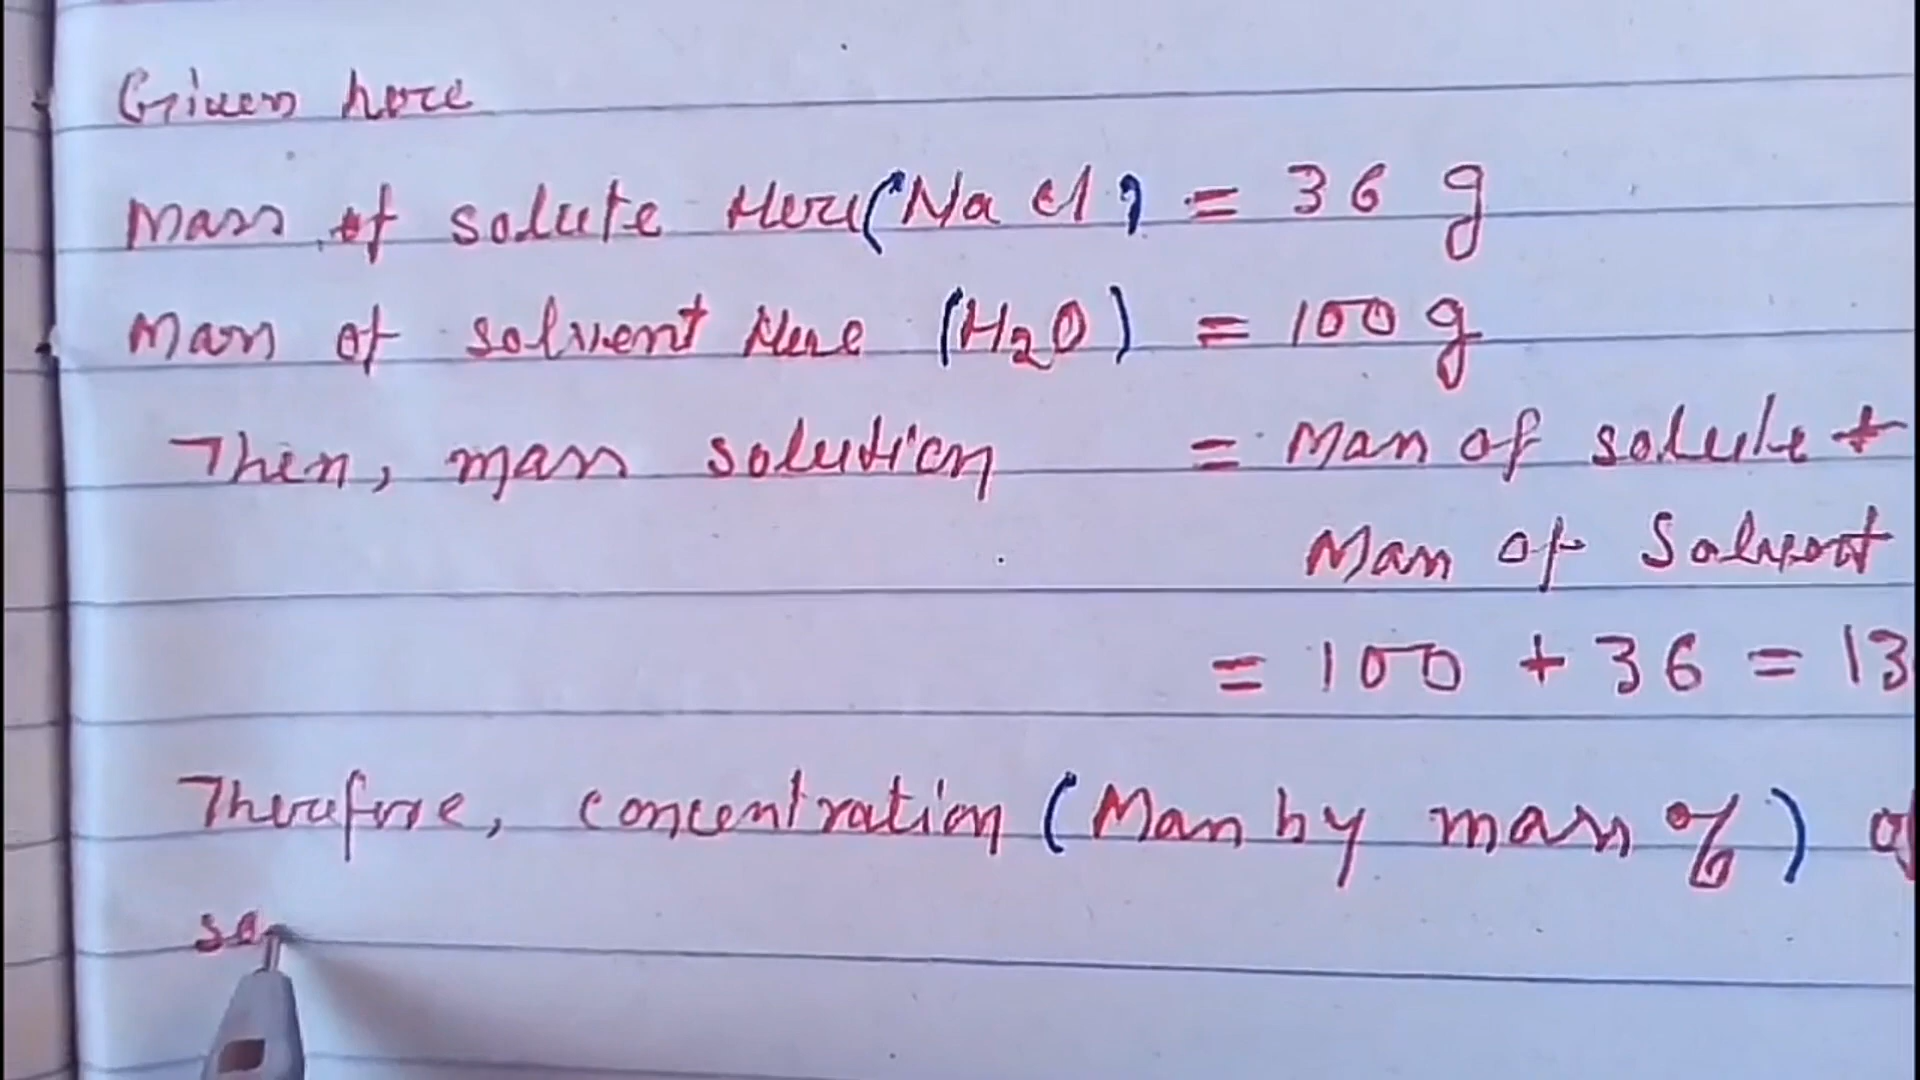 Given here
Mass of solute Here (NaCl) = 36 g
Mass of solvent Here (H2O) = 100 g
Then, mass solution = Mass of solute +
Mass of Solvent
= 100 + 36 = 13
Therefore, concentration (Mass by mass %) of
so